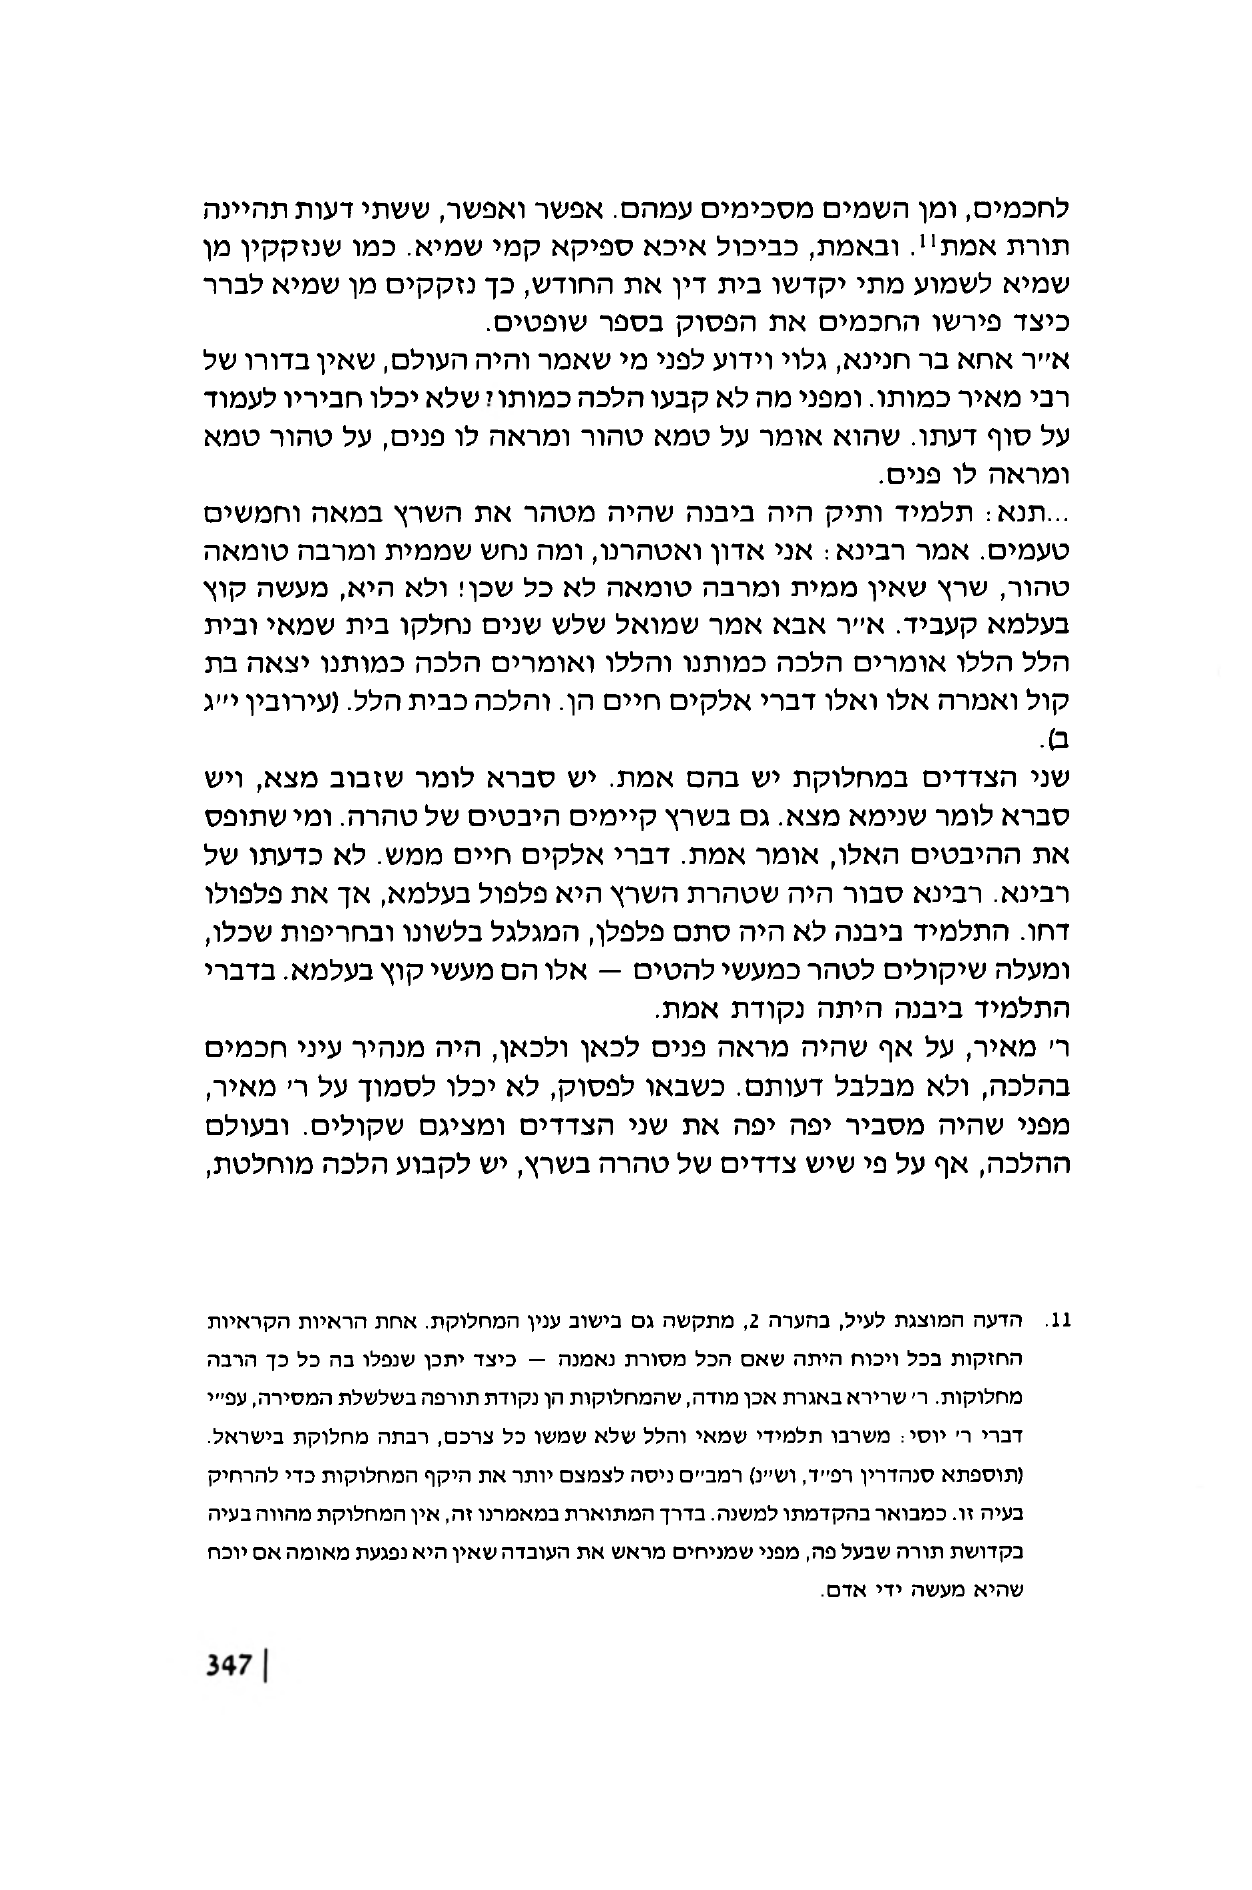 לחכמים, ומן השמים מסכימים עמהם. אפשר ואפשר, ששתי דעות תהיינה
תורת אמת11. ובאמת, כביכול איכא ספיקא קמי שמיא. כמו שנזקקין מן
שמיא לשמוע מתי יקדשו בית דין את החודש, כך נזקקים מן שמיא לברר
כיצד פירשו החכמים את הפסוק בספר שופטים.
א״ר אחא בר חנינא, גלוי וידוע לפני מי שאמר והיה העולם, שאין בדורו של
רבי מאיר כמותו. ומפני מה לא קבעו הלכה כמותו? שלא יכלו חביריו לעמוד
על סוף דעתו. שהוא אומר על טמא טהור ומראה לו פנים, על טהור טמא
ומראה לו פנים.
...תנא: תלמיד ותיק היה ביבנה שהיה מטהר את השרץ במאה וחמשים
טעמים. אמר רבינא: אני אדון ואטהרנו, ומה נחש שממית ומרבה טומאה
טהור, שרץ שאין ממית ומרבה טומאה לא כל שכן! ולא היא, מעשה קוץ
בעלמא קעביד. א״ר אבא אמר שמואל שלש שנים נחלקו בית שמאי ובית
הלל הללו אומרים הלכה כמותנו והללו ואומרים הלכה כמותנו יצאה בת
קול ואמרה אלו ואלו דברי אלקים חיים הן. והלכה כבית הלל. (עירובין י״ג
ב).
שני הצדדים במחלוקת יש בהם אמת. יש סברא לומר שזבוב מצא, ויש
סברא לומר שנימא מצא. גם בשרץ קיימים היבטים של טהרה. ומי שתופס
את ההיבטים האלו, אומר אמת. דברי אלקים חיים ממש. לא כדעתו של
רבינא. רבינא סבור היה שטהרת השרץ היא פלפול בעלמא, אך את פלפולו
דחו. התלמיד ביבנה לא היה סתם פלפלן, המגלגל בלשונו ובחריפות שכלו,
ומעלה שיקולים לטהר כמעשי להטים — אלו הם מעשי קוץ בעלמא. בדברי
התלמיד ביבנה היתה נקודת אמת.
ר׳ מאיר, על אף שהיה מראה פנים לכאן ולכאן, היה מנהיר עיני חכמים
בהלכה, ולא מבלבל דעותם. כשבאו לפסוק, לא יכלו לסמוך על ר׳ מאיר,
מפני שהיה מסביר יפה יפה את שני הצדדים ומציגם שקולים. ובעולם
ההלכה, אף על פי שיש צדדים של טהרה בשרץ, יש לקבוע הלכה מוחלטת,
11. הדעה המוצגת לעיל, בהערה 2, מתקשה גם בישוב ענין המחלוקת. אחת הראיות הקראיות
החזקות בכל ויכוח היתה שאם הכל מסורת נאמנה — כיצד יתכן שנפלו בה כל כך הרבה
מחלוקות. ר׳ שרירא באגרת אכן מודה, שהמחלוקות הן נקודת תורפה בשלשלת המסירה, עפ״י
דברי ר׳ יוסי: משרבו תלמידי שמאי והלל שלא שמשו כל צרכם, רבתה מחלוקת בישראל.
(תוספתא סנהדרין רפ״ד, וש״נ) רמב״ם ניסה לצמצם יותר את היקף המחלוקות כדי להרחיק
בעיה זו. כמבואר בהקדמתו למשנה. בדרך המתוארת במאמרנו זה, אין המחלוקת מהווה בעיה
בקדושת תורה שבעל פה, מפני שמניחים מראש את העובדה שאין היא נפגעת מאומה אם יוכח
שהיא מעשה ידי אדם.
347 |